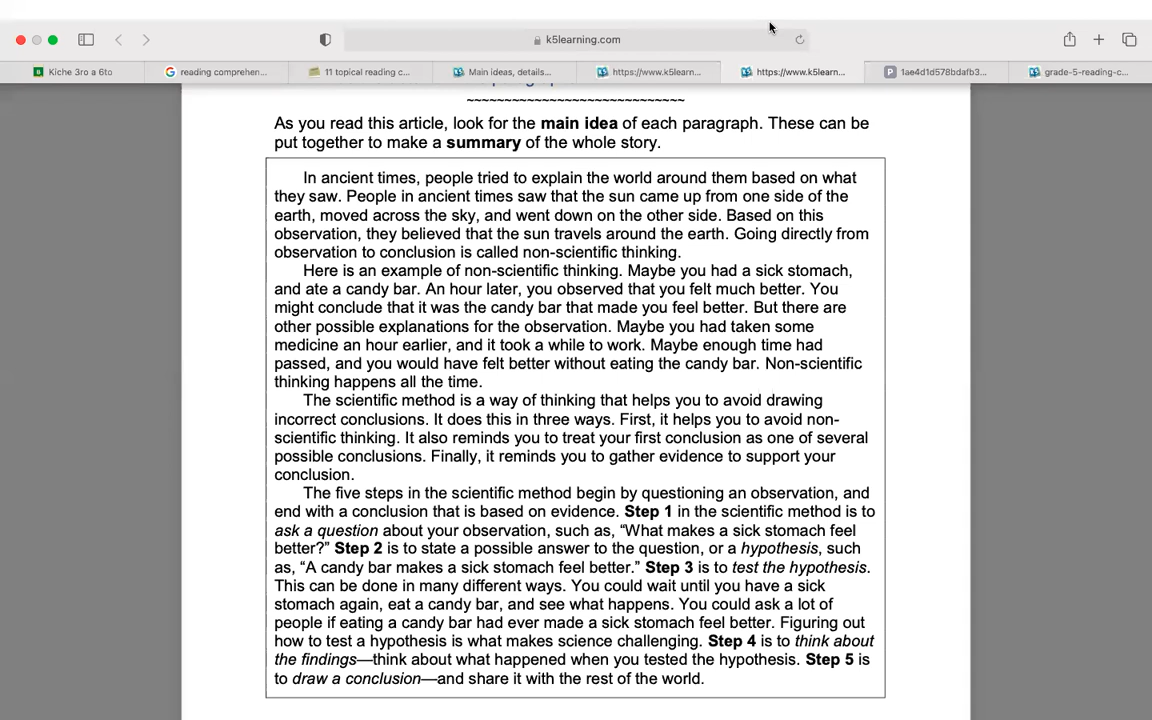 k5learning.com
Kiche 3ro a 6to
reading comprehen...
11 topical reading c...
Main ideas, details...
https://www.k5learn...
https://www.k5learn...
1ae4d1d578bdafb3...
grade-5-reading-c...
~~~~~~~~~~~~~~~~~~~~~~~~~~~~
As you read this article, look for the main idea of each paragraph. These can be
put together to make a summary of the whole story.
In ancient times, people tried to explain the world around them based on what
they saw. People in ancient times saw that the sun came up from one side of the
earth, moved across the sky, and went down on the other side. Based on this
observation, they believed that the sun travels around the earth. Going directly from
observation to conclusion is called non-scientific thinking.
Here is an example of non-scientific thinking. Maybe you had a sick stomach,
and ate a candy bar. An hour later, you observed that you felt much better. You
might conclude that it was the candy bar that made you feel better. But there are
other possible explanations for the observation. Maybe you had taken some
medicine an hour earlier, and it took a while to work. Maybe enough time had
passed, and you would have felt better without eating the candy bar. Non-scientific
thinking happens all the time.
The scientific method is a way of thinking that helps you to avoid drawing
incorrect conclusions. It does this in three ways. First, it helps you to avoid non-
scientific thinking. It also reminds you to treat your first conclusion as one of several
possible conclusions. Finally, it reminds you to gather evidence to support your
conclusion.
The five steps in the scientific method begin by questioning an observation, and
end with a conclusion that is based on evidence. Step 1 in the scientific method is to
ask a question about your observation, such as, “What makes a sick stomach feel
better?” Step 2 is to state a possible answer to the question, or a hypothesis, such
as, “A candy bar makes a sick stomach feel better.” Step 3 is to test the hypothesis.
This can be done in many different ways. You could wait until you have a sick
stomach again, eat a candy bar, and see what happens. You could ask a lot of
people if eating a candy bar had ever made a sick stomach feel better. Figuring out
how to test a hypothesis is what makes science challenging. Step 4 is to think about
the findings—think about what happened when you tested the hypothesis. Step 5 is
to draw a conclusion—and share it with the rest of the world.